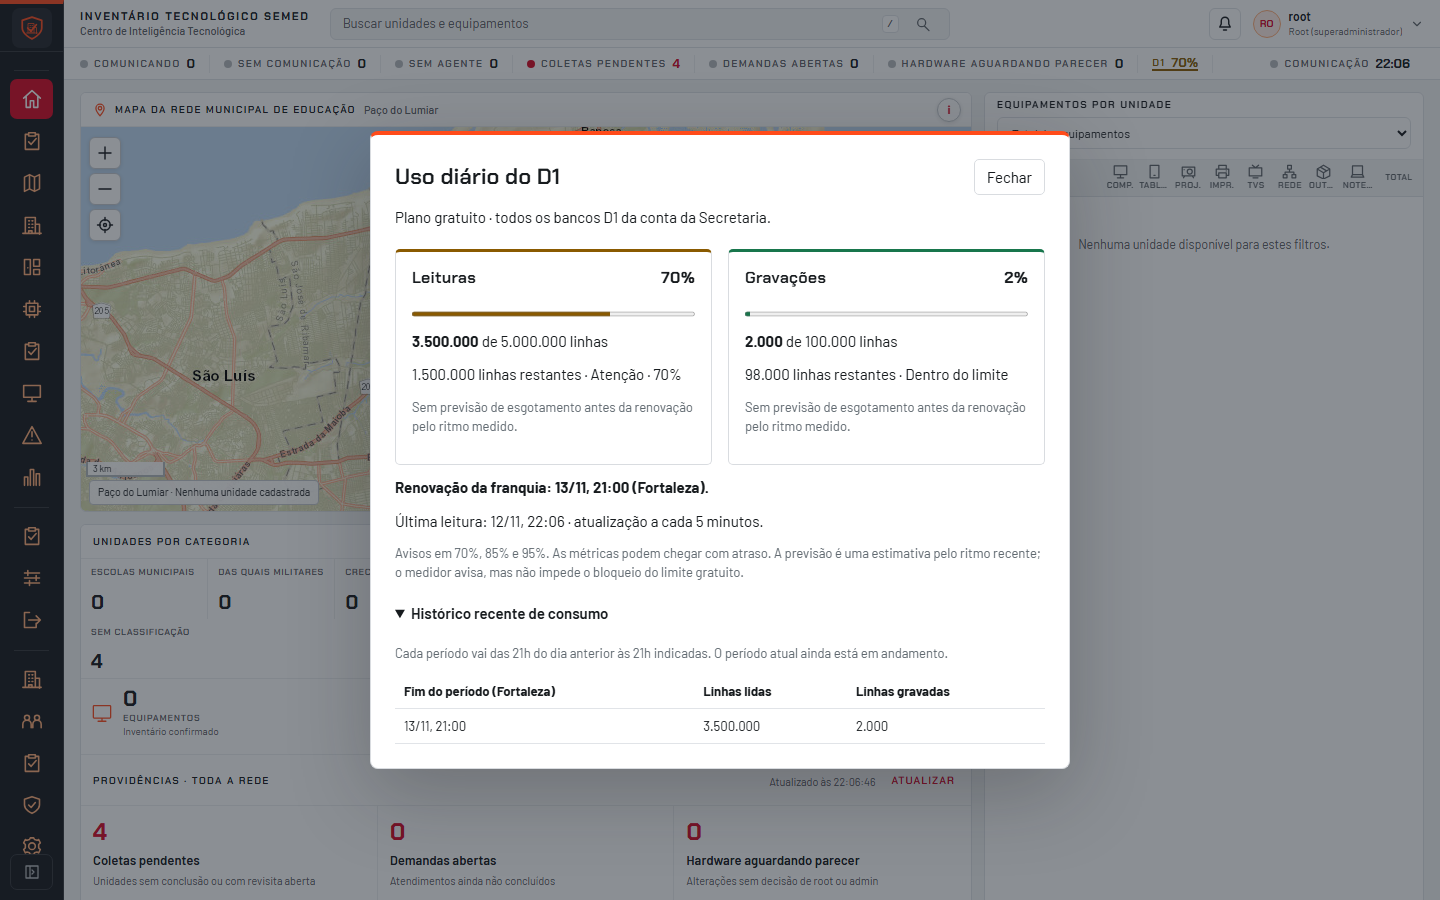 INVENTÁRIO TECNOLÓGICO SEMED
Centro de Inteligência Tecnológica
Buscar unidades e equipamentos
/
RO
root
Root (superadministrador)
COMUNICANDO 0
SEM COMUNICAÇÃO 0
SEM AGENTE 0
COLETAS PENDENTES 4
DEMANDAS ABERTAS 0
HARDWARE AGUARDANDO PARECER 0
D1 70%
COMUNICAÇÃO 22:06
MAPA DA REDE MUNICIPAL DE EDUCAÇÃO Paço do Lumiar
i
EQUIPAMENTOS POR UNIDADE
COMP. TABL... PROJ. IMPR. TVS REDE OUT... NOTE... TOTAL
Nenhuma unidade disponível para estes filtros.
205
São José de Ribamar
São Luís
Estrada da Maioba
3 km
Paço do Lumiar · Nenhuma unidade cadastrada
Uso diário do D1
Fechar
Plano gratuito · todos os bancos D1 da conta da Secretaria.
Leituras 70%
3.500.000 de 5.000.000 linhas
1.500.000 linhas restantes · Atenção · 70%
Sem previsão de esgotamento antes da renovação
pelo ritmo medido.
Gravações 2%
2.000 de 100.000 linhas
98.000 linhas restantes · Dentro do limite
Sem previsão de esgotamento antes da renovação
pelo ritmo medido.
Renovação da franquia: 13/11, 21:00 (Fortaleza).
Última leitura: 12/11, 22:06 · atualização a cada 5 minutos.
Avisos em 70%, 85% e 95%. As métricas podem chegar com atraso. A previsão é uma estimativa pelo ritmo recente;
o medidor avisa, mas não impede o bloqueio do limite gratuito.
▼ Histórico recente de consumo
Cada período vai das 21h do dia anterior às 21h indicadas. O período atual ainda está em andamento.
Fim do período (Fortaleza) Linhas lidas Linhas gravadas
13/11, 21:00 3.500.000 2.000
UNIDADES POR CATEGORIA
ESCOLAS MUNICIPAIS
0
DAS QUAIS MILITARES
0
CREC
0
SEM CLASSIFICAÇÃO
4
0
EQUIPAMENTOS
Inventário confirmado
PROVIDÊNCIAS · TODA A REDE
Atualizado às 22:06:46
ATUALIZAR
4
Coletas pendentes
Unidades sem conclusão ou com revisita aberta
0
Demandas abertas
Atendimentos ainda não concluídos
0
Hardware aguardando parecer
Alterações sem decisão de root ou admin